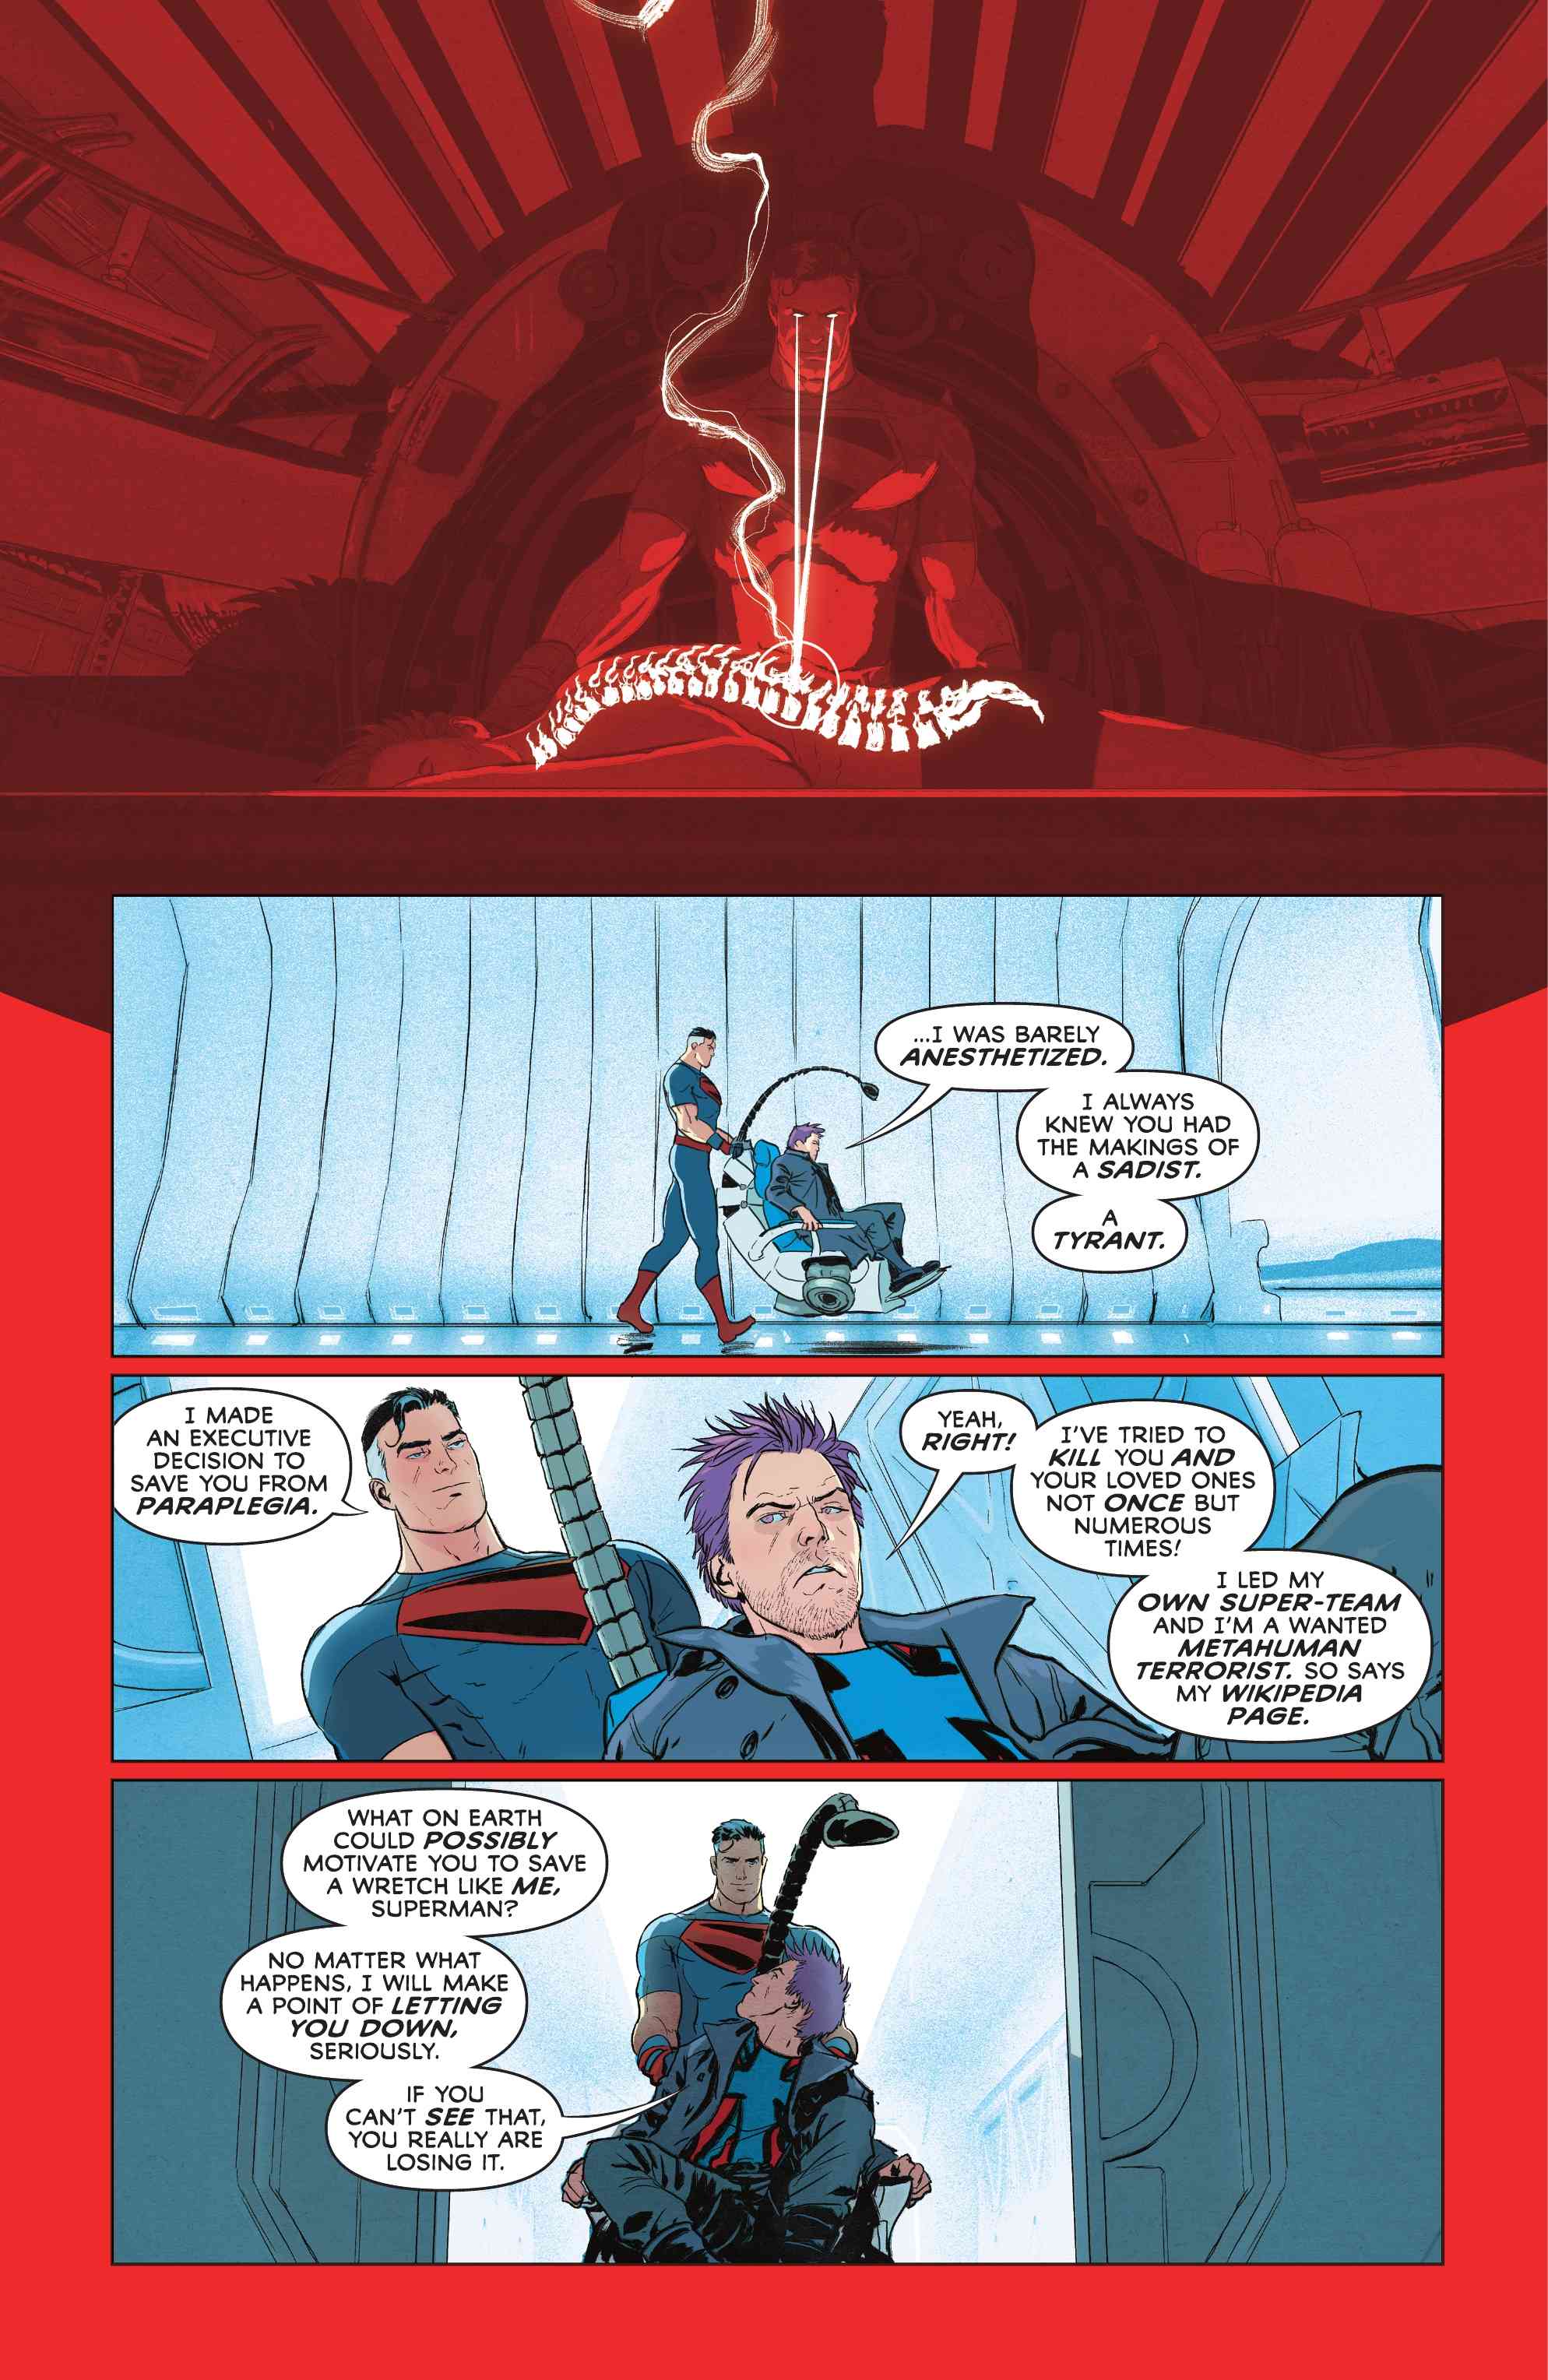 ...I WAS BARELY
ANESTHETIZED.
I ALWAYS
KNEW YOU HAD
THE MAKINGS OF
A SADIST.
A
TYRANT.
I MADE
AN EXECUTIVE
DECISION TO
SAVE YOU FROM
PARAPLEGIA.
YEAH,
RIGHT!
I'VE TRIED TO
KILL YOU AND
YOUR LOVED ONES
NOT ONCE BUT
NUMEROUS
TIMES!
I LED MY
OWN SUPER-TEAM
AND I'M A WANTED
METAHUMAN
TERRORIST. SO SAYS
MY WIKIPEDIA
PAGE.
WHAT ON EARTH
COULD POSSIBLY
MOTIVATE YOU TO SAVE
A WRETCH LIKE ME,
SUPERMAN?
NO MATTER WHAT
HAPPENS, I WILL MAKE
A POINT OF LETTING
YOU DOWN,
SERIOUSLY.
IF YOU
CAN'T SEE THAT,
YOU REALLY ARE
LOSING IT.